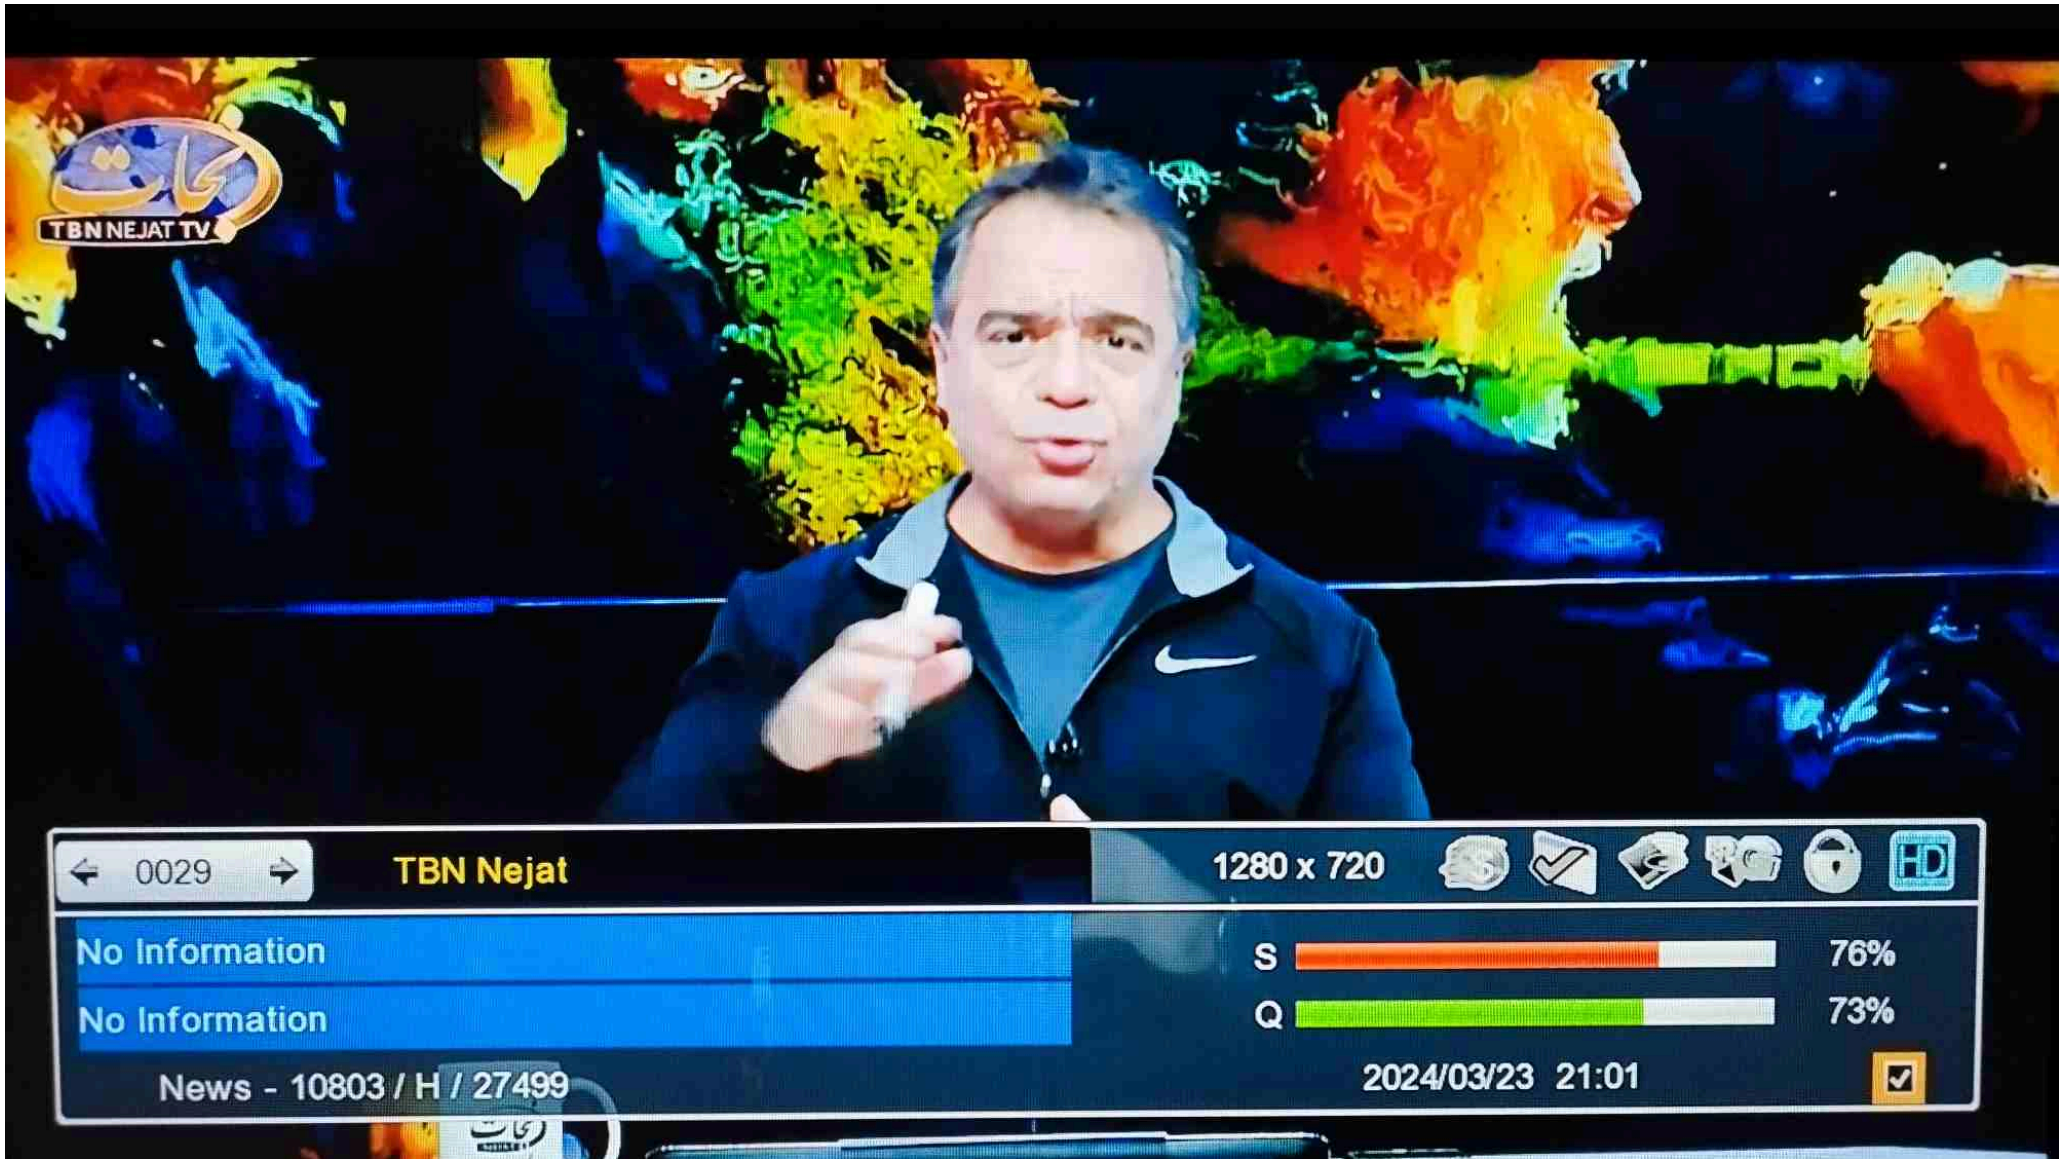 نجات
TBN NEJAT TV
0029
TBN Nejat
1280 x 720
HD
No Information
S
76%
No Information
Q
73%
News - 10803 / H / 27499
2024/03/23 21:01
نجات